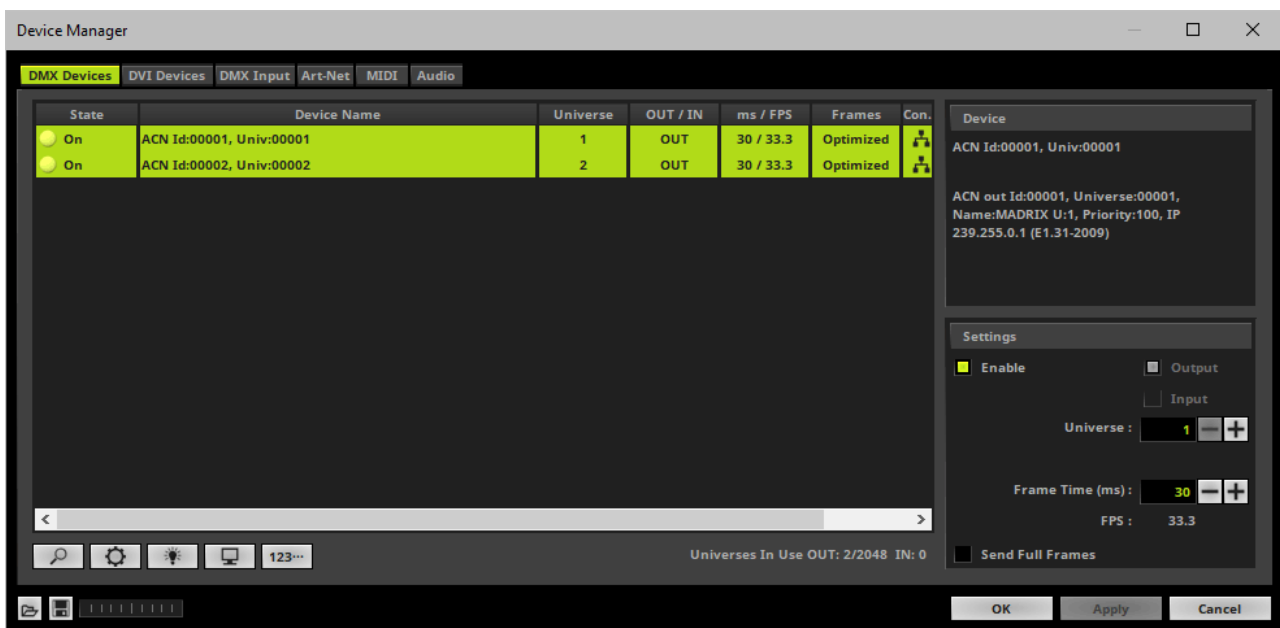 Device Manager
DMX Devices DVI Devices DMX Input Art-Net MIDI Audio
State Device Name Universe OUT / IN ms / FPS Frames Con.
On ACN Id:00001, Univ:00001 1 OUT 30 / 33.3 Optimized
On ACN Id:00002, Univ:00002 2 OUT 30 / 33.3 Optimized
Device
ACN Id:00001, Univ:00001
ACN out Id:00001, Universe:00001,
Name:MADRIX U:1, Priority:100, IP
239.255.0.1 (E1.31-2009)
Settings
Enable Output
Input
Universe : 1
Frame Time (ms) : 30
FPS : 33.3
Send Full Frames
123... Universes In Use OUT: 2/2048 IN: 0
OK Apply Cancel